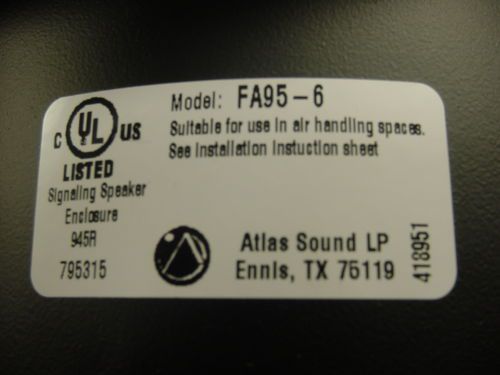 Model: FA95-6
Suitable for use in air handling spaces.
See Installation Instuction sheet
C UL US
LISTED
Signaling Speaker
Enclosure
945R
795315
Atlas Sound LP
Ennis, TX 75119
418951